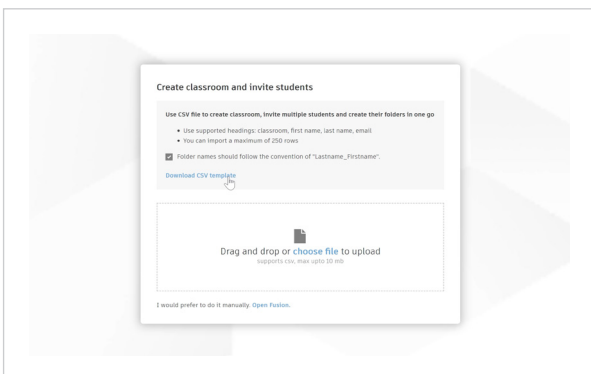 Create classroom and invite students
Use CSV file to create classroom, invite multiple students and create their folders in one go
• Use supported headings: classroom, first name, last name, email
• You can import a maximum of 250 rows
Folder names should follow the convention of "Lastname_Firstname".
Download CSV template
Drag and drop or choose file to upload
supports csv, max upto 10 mb
I would prefer to do it manually. Open Fusion.